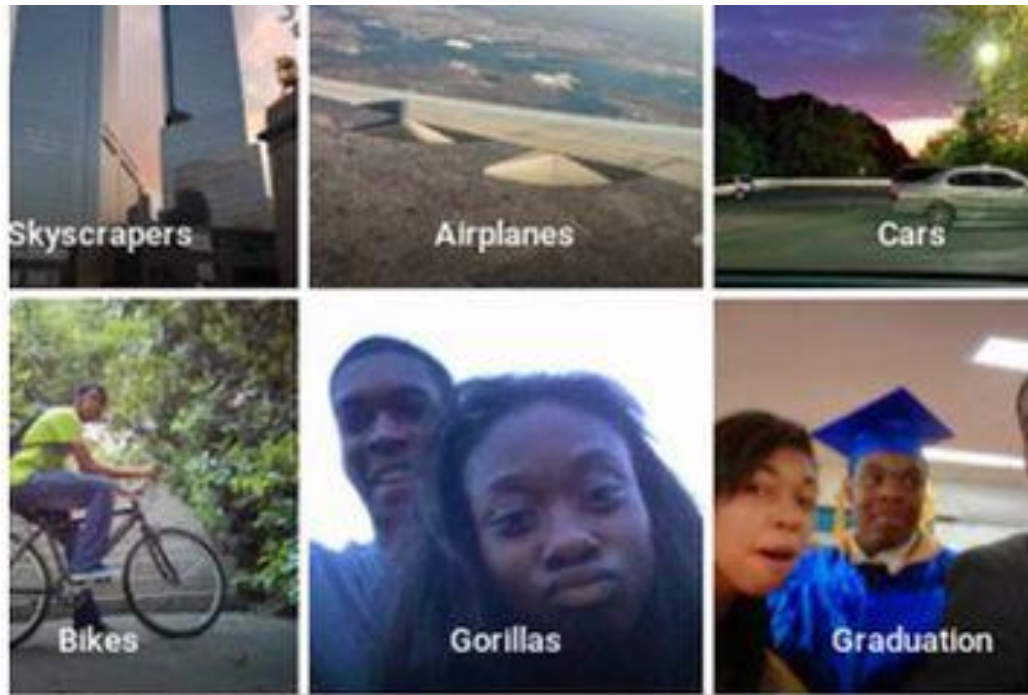 Skyscrapers
Airplanes
Cars
Bikes
Gorillas
Graduation